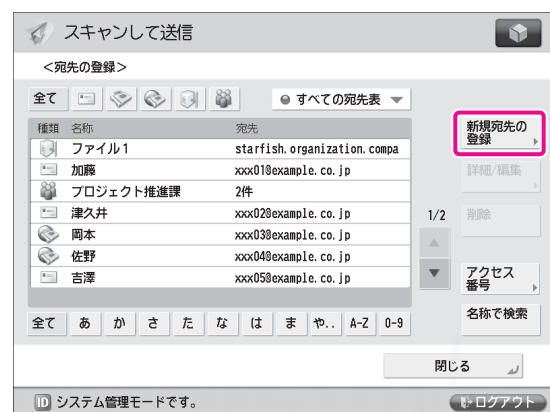 スキャンして送信
<宛先の登録>
全て
すべての宛先表
種類 名称 宛先
ファイル1 starfish.organization.compa
加藤 xxx01@example.co.jp
プロジェクト推進課 2件
津久井 xxx02@example.co.jp
岡本 xxx03@example.co.jp
佐野 xxx04@example.co.jp
吉澤 xxx05@example.co.jp
1/2
新規宛先の
登録
詳細/編集
削除
アクセス
番号
名称で検索
全て あ か さ た な は ま や.. A-Z 0-9
閉じる
ID システム管理モードです。
ログアウト